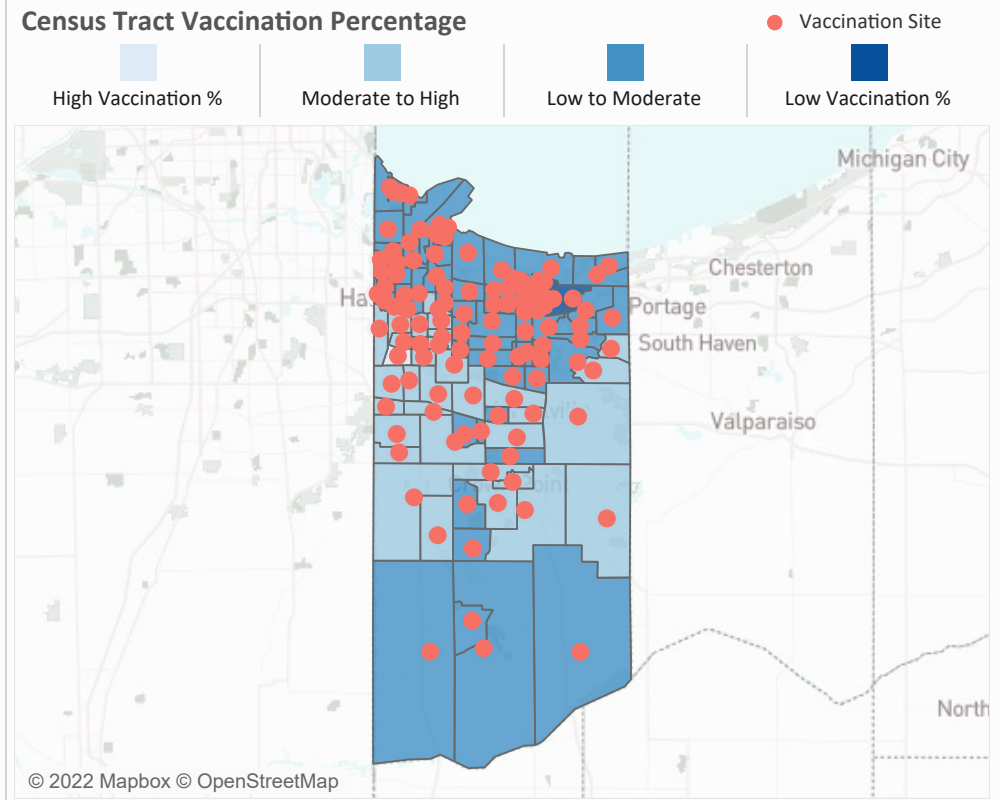 Census Tract Vaccination Percentage
Vaccination Site
High Vaccination %
Moderate to High
Low to Moderate
Low Vaccination %
Michigan City
Chesterton
Portage
South Haven
Valparaiso
Point
North
© 2022 Mapbox © OpenStreetMap